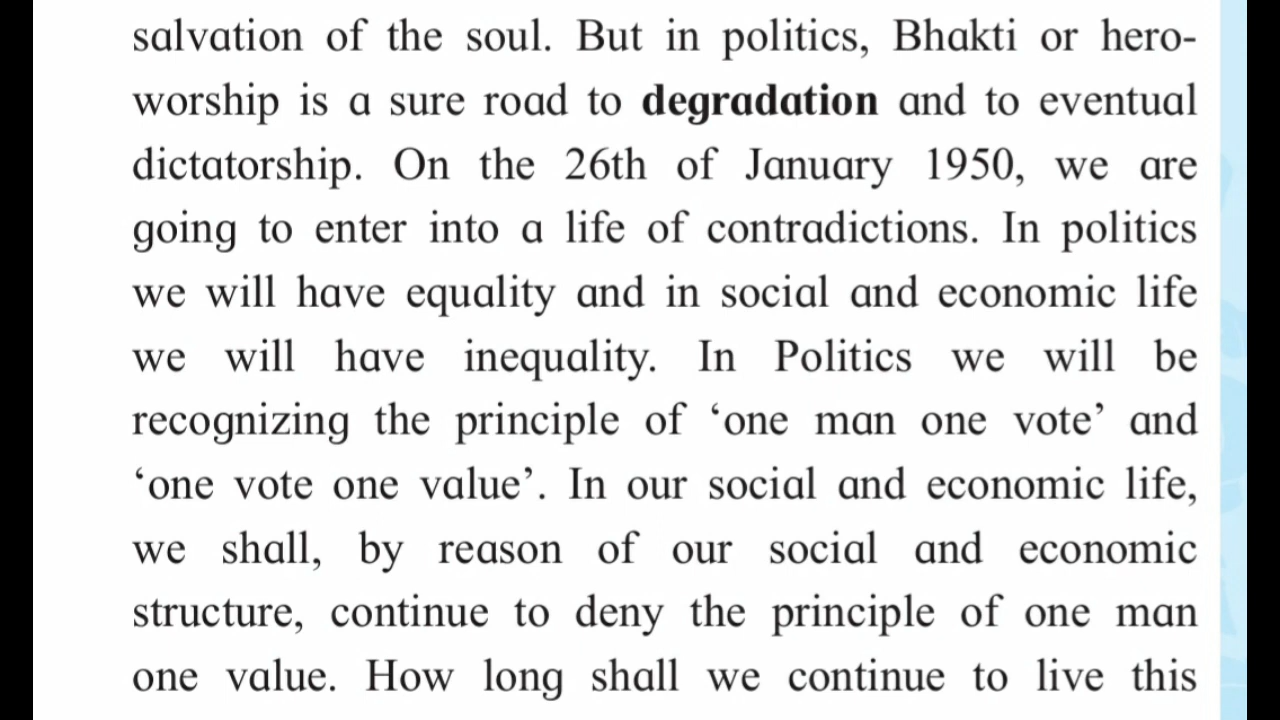 salvation of the soul. But in politics, Bhakti or hero-
worship is a sure road to degradation and to eventual
dictatorship. On the 26th of January 1950, we are
going to enter into a life of contradictions. In politics
we will have equality and in social and economic life
we will have inequality. In Politics we will be
recognizing the principle of ‘one man one vote’ and
‘one vote one value’. In our social and economic life,
we shall, by reason of our social and economic
structure, continue to deny the principle of one man
one value. How long shall we continue to live this